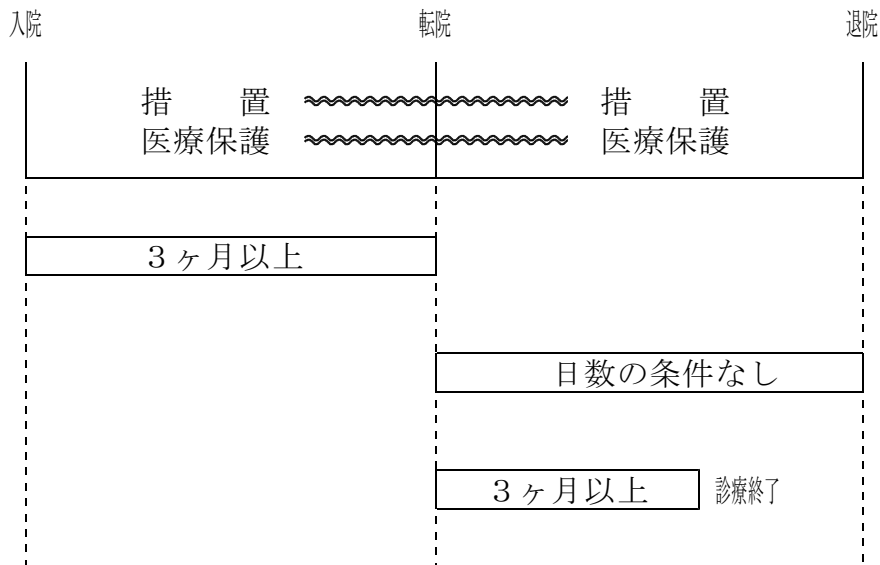 入院 転院 退院
措 置 措 置
医療保護 医療保護
３ヶ月以上
日数の条件なし
３ヶ月以上 診療終了